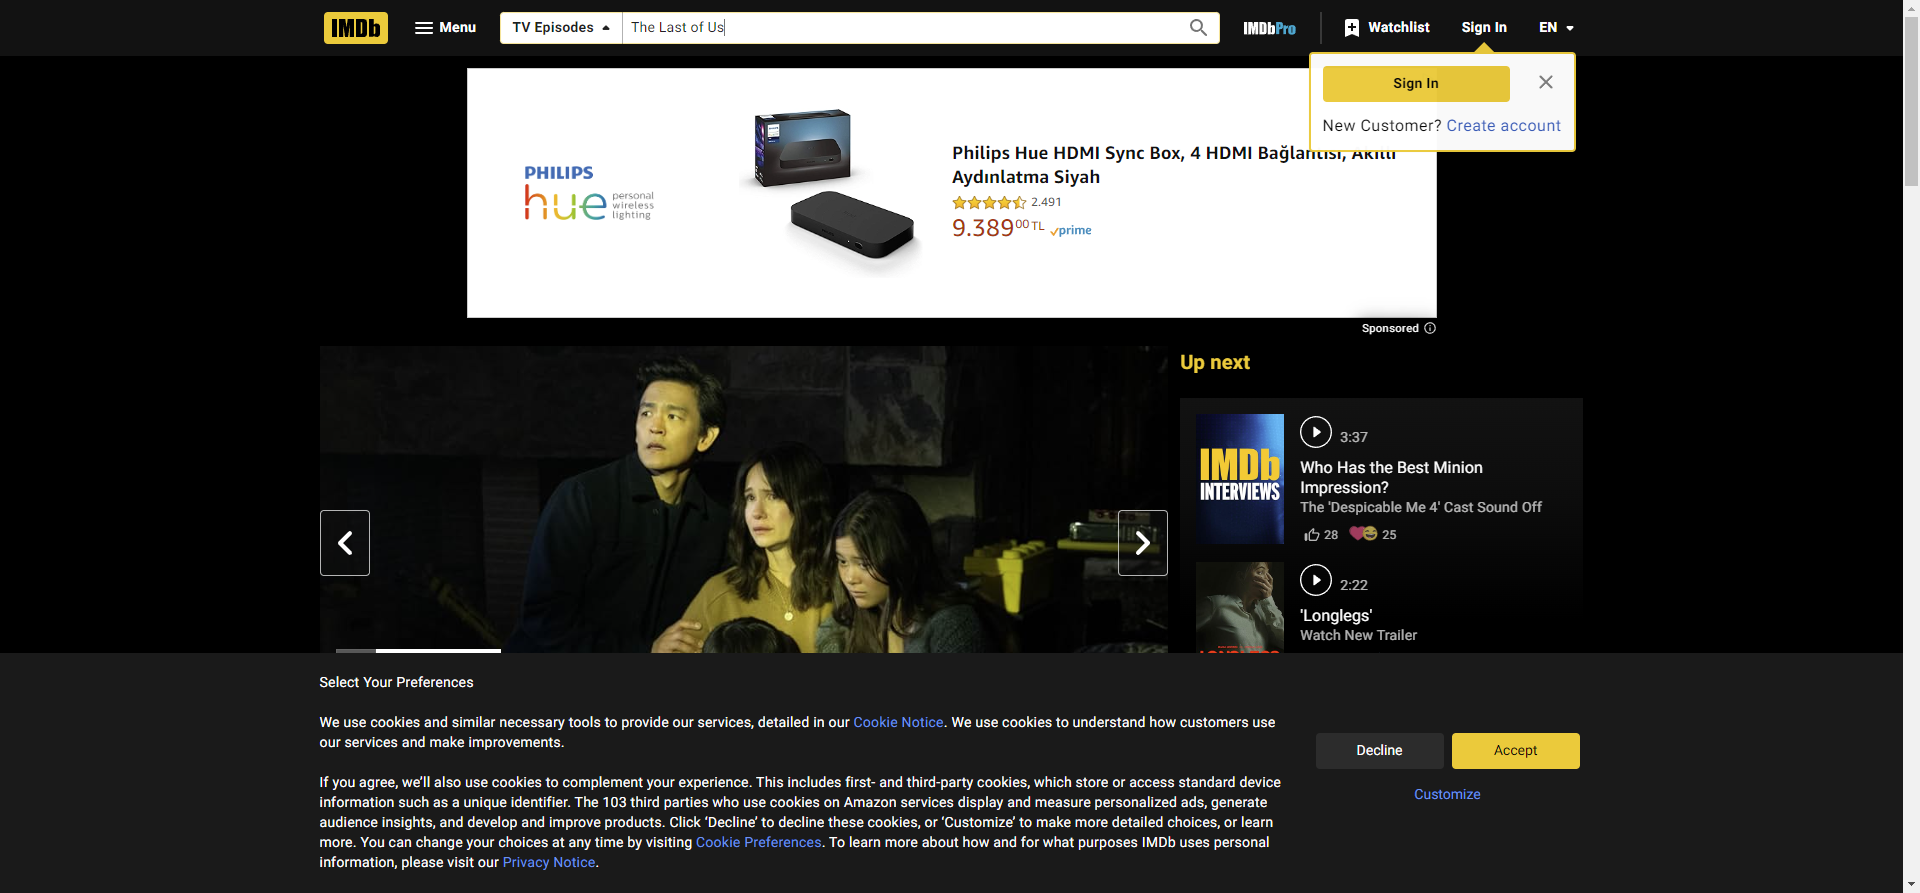 IMDb
Menu
TV Episodes
The Last of Us
IMDbPro
Watchlist
Sign In
EN
Sign In
New Customer? Create account
PHILIPS
hue personal wireless lighting
Philips Hue HDMI Sync Box, 4 HDMI Bağlantısı, Akıllı
Aydınlatma Siyah
2.491
9.38900 TL prime
Sponsored
Up next
IMDb
INTERVIEWS
3:37
Who Has the Best Minion
Impression?
The 'Despicable Me 4' Cast Sound Off
28
25
2:22
'Longlegs'
Watch New Trailer
Select Your Preferences
We use cookies and similar necessary tools to provide our services, detailed in our Cookie Notice. We use cookies to understand how customers use
our services and make improvements.
If you agree, we’ll also use cookies to complement your experience. This includes first- and third-party cookies, which store or access standard device
information such as a unique identifier. The 103 third parties who use cookies on Amazon services display and measure personalized ads, generate
audience insights, and develop and improve products. Click ‘Decline’ to decline these cookies, or ‘Customize’ to make more detailed choices, or learn
more. You can change your choices at any time by visiting Cookie Preferences. To learn more about how and for what purposes IMDb uses personal
information, please visit our Privacy Notice.
Decline
Accept
Customize